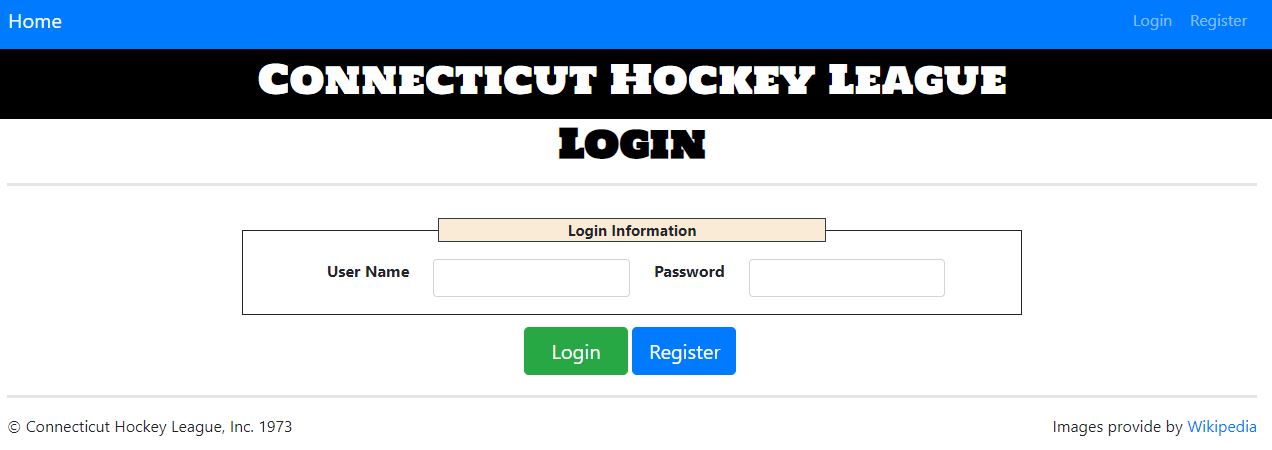 Home Login Register
Connecticut Hockey League
Login
Login Information
User Name Password
Login Register
© Connecticut Hockey League, Inc. 1973 Images provide by Wikipedia